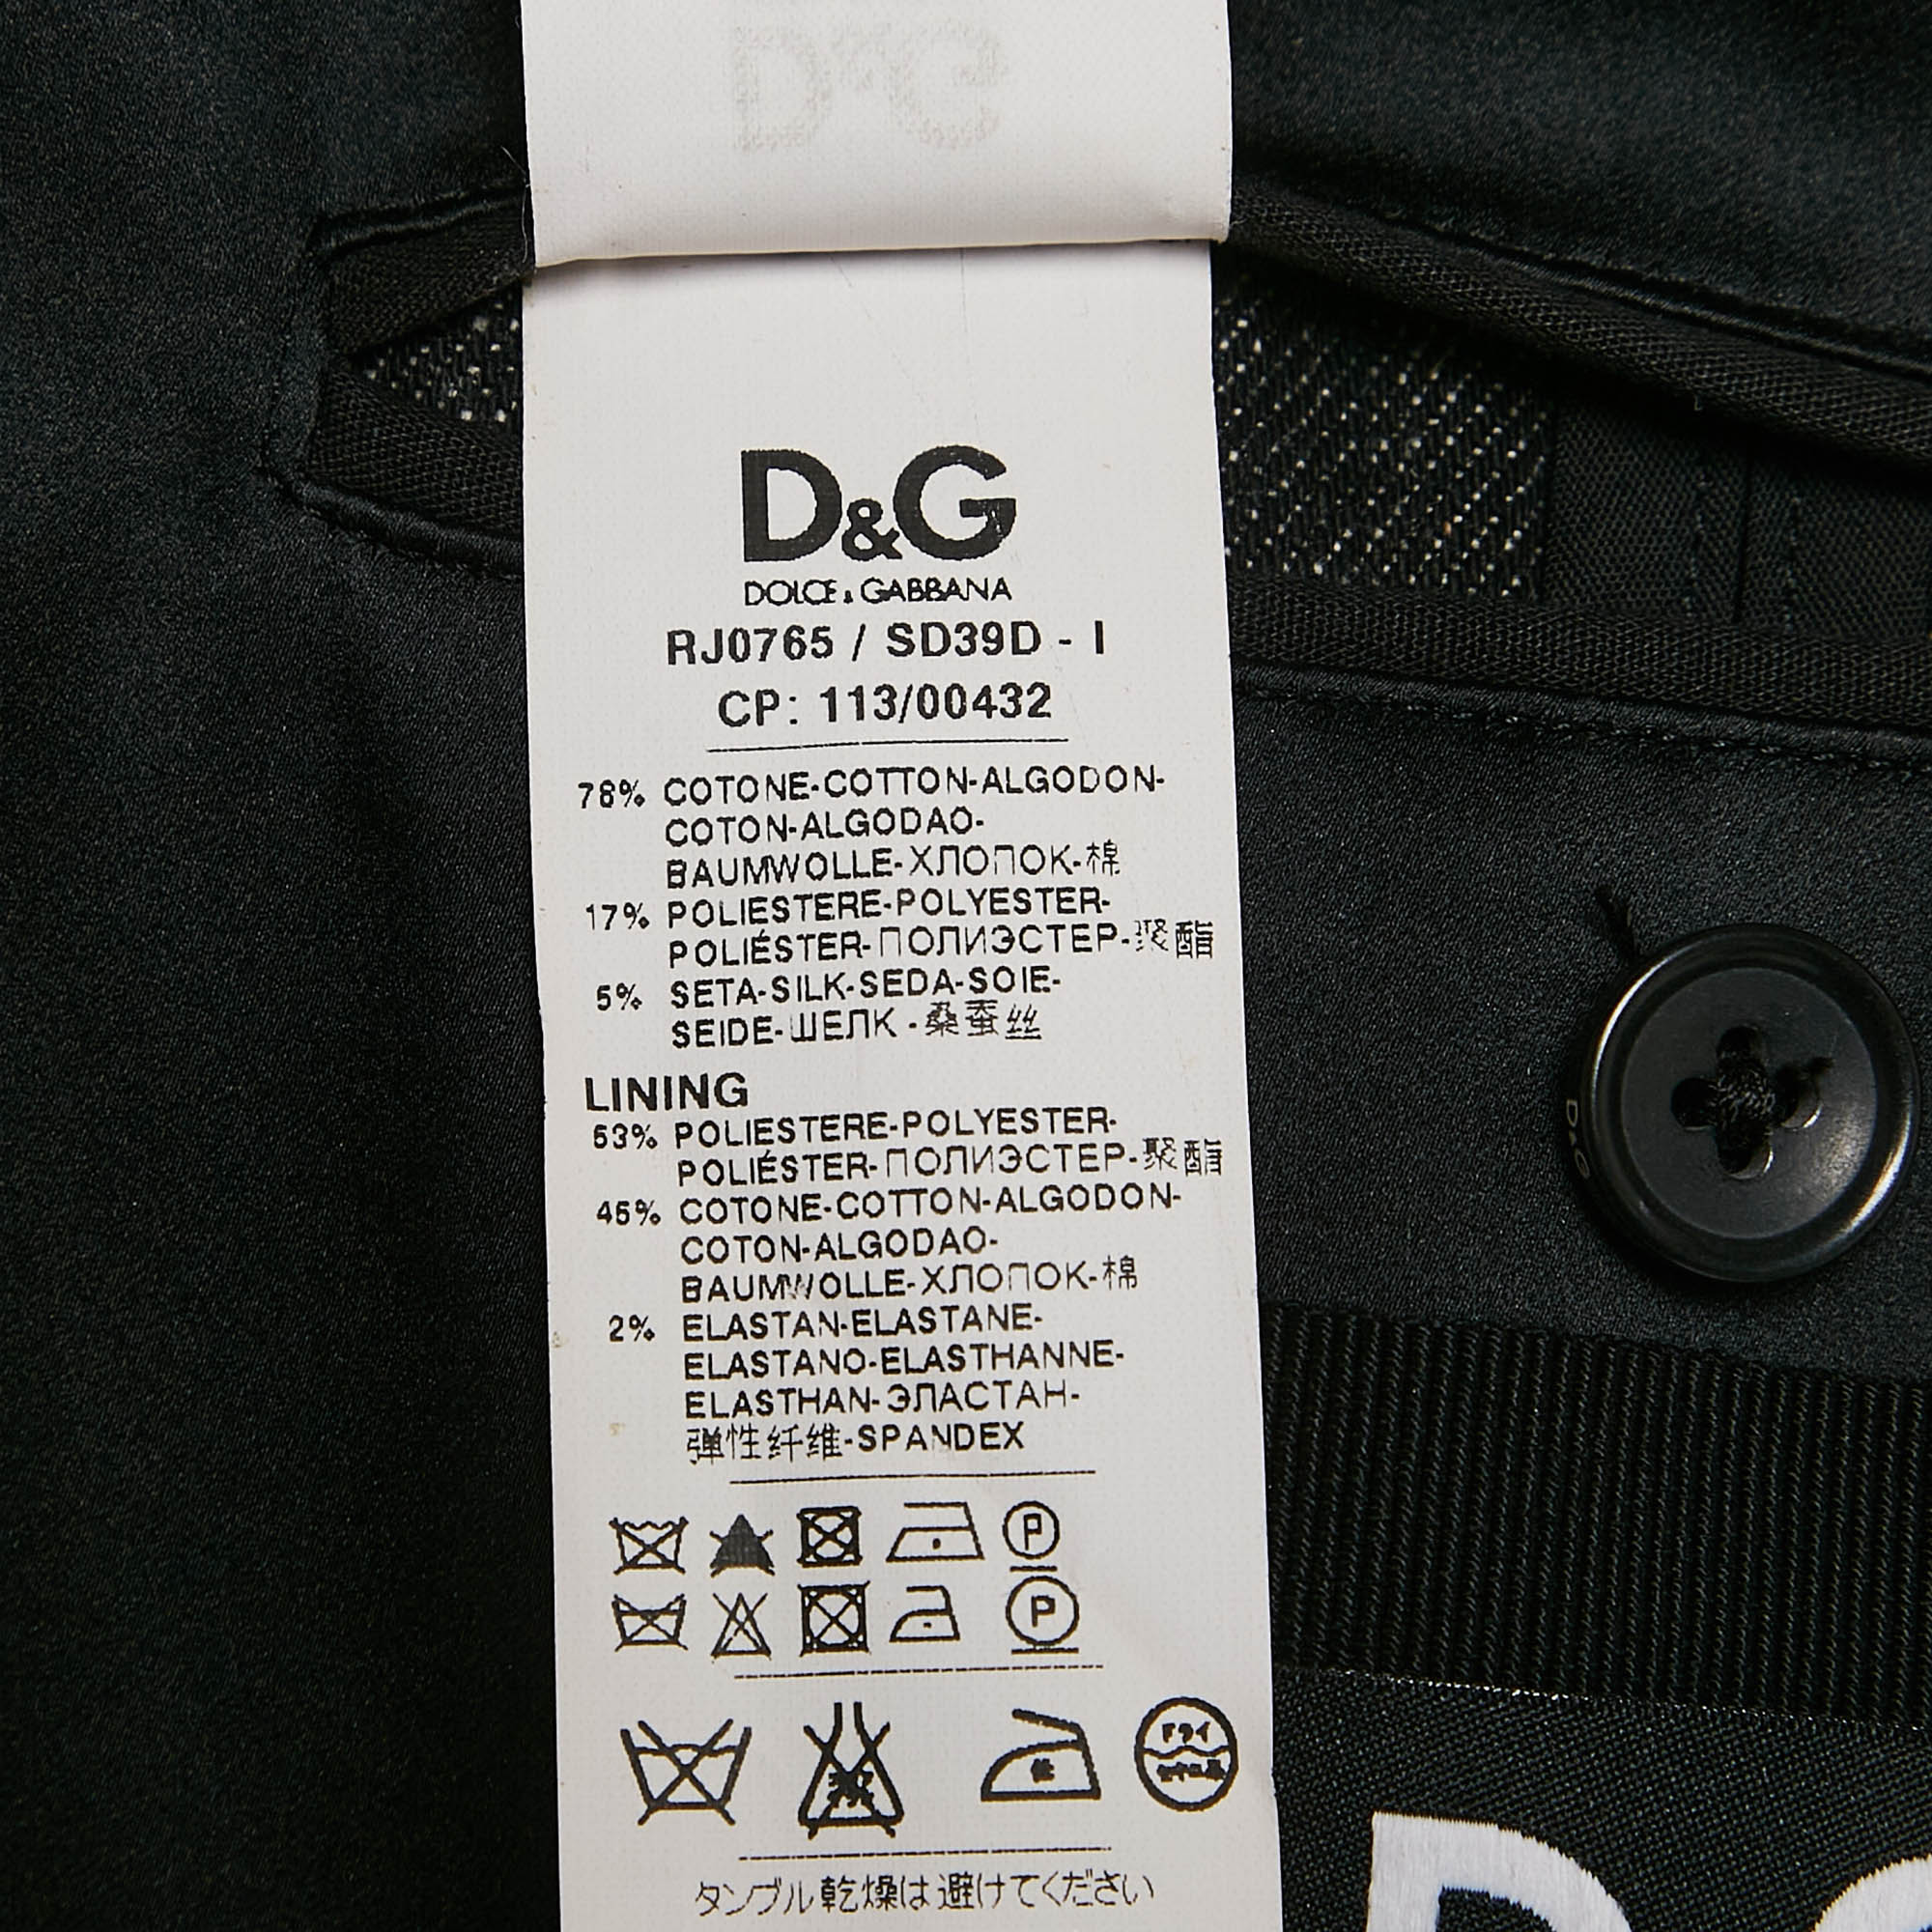 D&G
DOLCE & GABBANA
RJ0765 / SD39D - I
CP: 113/00432
78% COTONE-COTTON-ALGODON-
COTON-ALGODAO-
BAUMWOLLE-ХЛОПОК-棉
17% POLIESTERE-POLYESTER-
POLIÉSTER-ПОЛИЭСТЕР-聚酯
5% SETA-SILK-SEDA-SOIE-
SEIDE-ШЕЛК -桑蚕丝
LINING
53% POLIESTERE-POLYESTER-
POLIÉSTER-ПОЛИЭСТЕР-聚酯
45% COTONE-COTTON-ALGODON-
COTON-ALGODAO-
BAUMWOLLE-ХЛОПОК-棉
2% ELASTAN-ELASTANE-
ELASTANO-ELASTHANNE-
ELASTHAN-ЭЛАСТАН-
弹性纤维-SPANDEX
P
P
ドライ
タンブル乾燥は避けてください
D&G